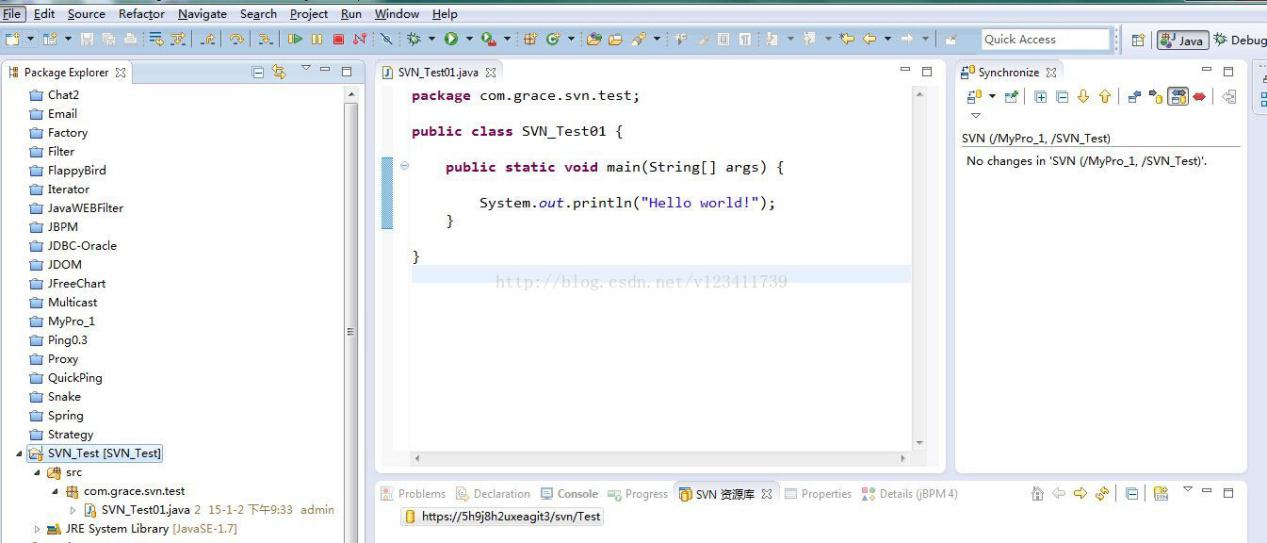 File Edit Source Refactor Navigate Search Project Run Window Help
Quick Access Java Debug
Package Explorer
Chat2
Email
Factory
Filter
FlappyBird
Iterator
JavaWEBFilter
JBPM
JDBC-Oracle
JDOM
JFreeChart
Multicast
MyPro_1
Ping0.3
Proxy
QuickPing
Snake
Spring
Strategy
SVN_Test [SVN_Test]
src
com.grace.svn.test
SVN_Test01.java 2 15-1-2 下午9:33 admin
JRE System Library [JavaSE-1.7]
SVN_Test01.java
package com.grace.svn.test;
public class SVN_Test01 {
public static void main(String[] args) {
System.out.println("Hello world!");
}
}
http://blog.csdn.net/v123411739
Synchronize
SVN (/MyPro_1, /SVN_Test)
No changes in 'SVN (/MyPro_1, /SVN_Test)'.
Problems Declaration Console Progress SVN 资源库 Properties Details (jBPM 4)
https://5h9j8h2uxeagit3/svn/Test